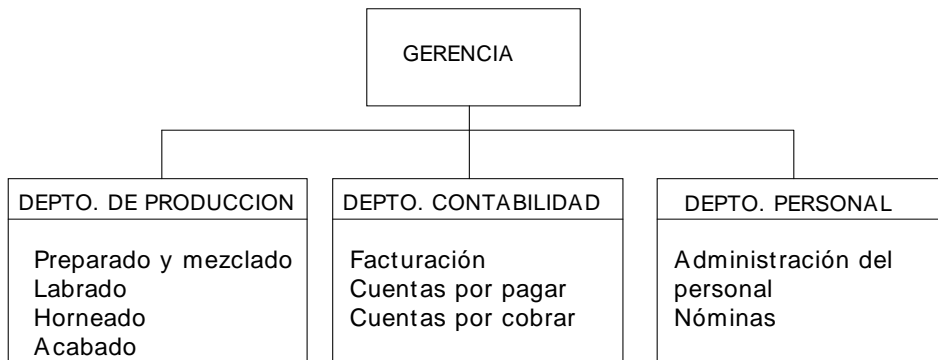 GERENCIA
DEPTO. DE PRODUCCION
Preparado y mezclado
Labrado
Horneado
Acabado
DEPTO. CONTABILIDAD
Facturación
Cuentas por pagar
Cuentas por cobrar
DEPTO. PERSONAL
Administración del
personal
Nóminas